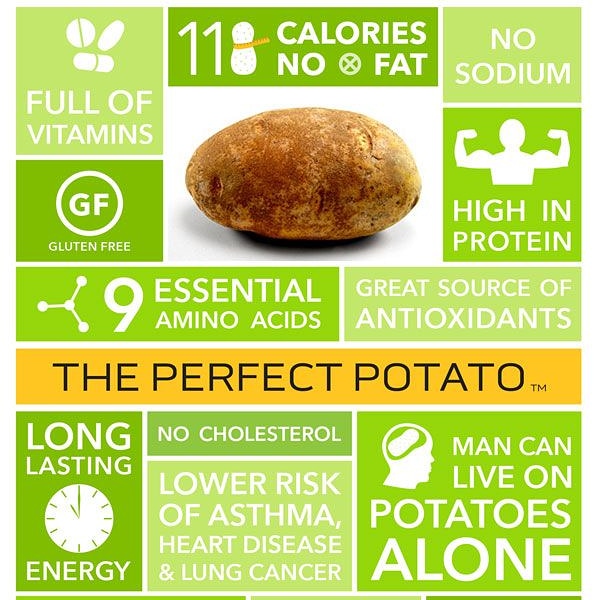 FULL OF
VITAMINS
110 CALORIES
NO FAT
NO
SODIUM
GF
GLUTEN FREE
HIGH IN
PROTEIN
9 ESSENTIAL
AMINO ACIDS
GREAT SOURCE OF
ANTIOXIDANTS
THE PERFECT POTATO™
LONG
LASTING
ENERGY
NO CHOLESTEROL
LOWER RISK
OF ASTHMA,
HEART DISEASE
& LUNG CANCER
MAN CAN
LIVE ON
POTATOES
ALONE